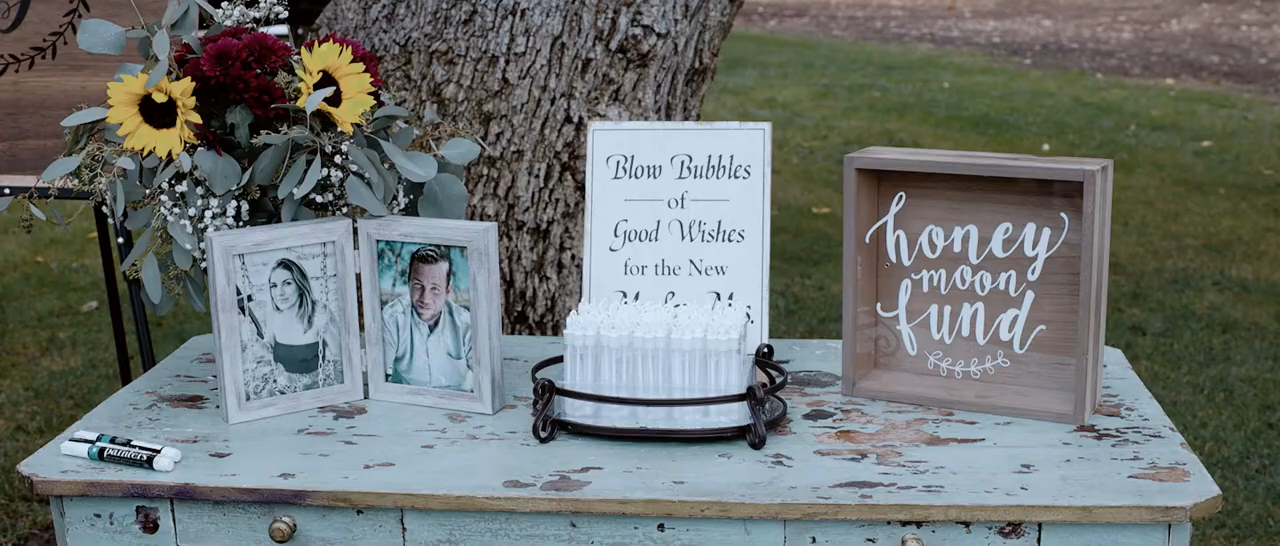 Blow Bubbles
of
Good Wishes
for the New
honey
moon
fund
painters